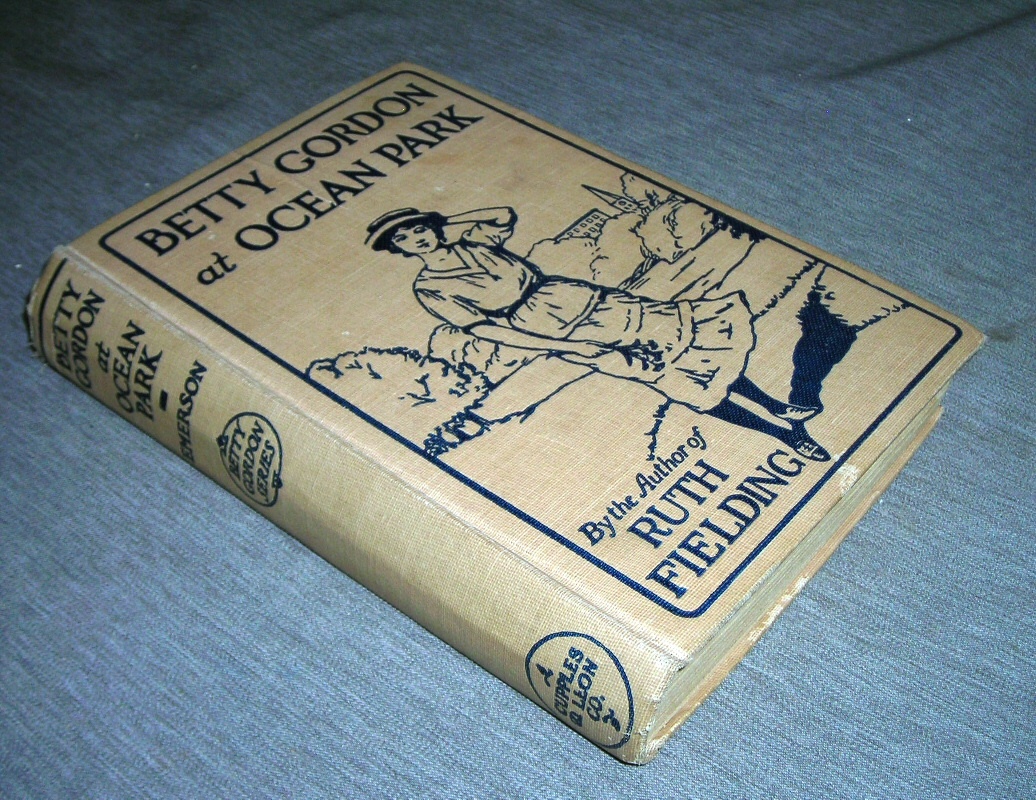 BETTY GORDON
at OCEAN PARK
By the Author of
RUTH
FIELDING
BETTY
GORDON
at
OCEAN
PARK
EMERSON
BETTY
GORDON
SERIES
CUPPLES
& LEON
CO.